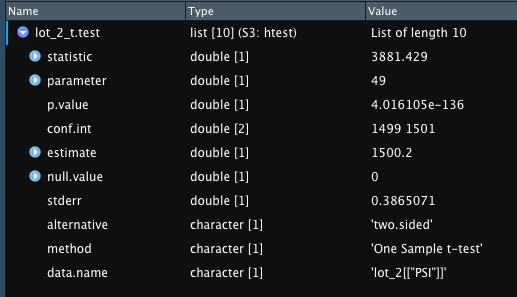 Name Type Value
lot_2_t.test list [10] (S3: htest) List of length 10
statistic double [1] 3881.429
parameter double [1] 49
p.value double [1] 4.016105e-136
conf.int double [2] 1499 1501
estimate double [1] 1500.2
null.value double [1] 0
stderr double [1] 0.3865071
alternative character [1] 'two.sided'
method character [1] 'One Sample t-test'
data.name character [1] 'lot_2[["PSI"]]'